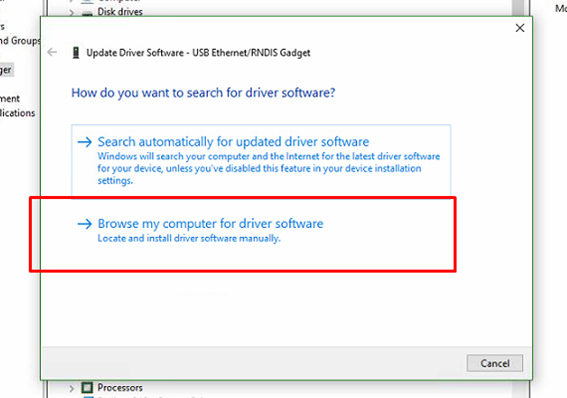 Computer
Disk drives
rs
nd Groups
ger
ment
lications
Mo
Update Driver Software - USB Ethernet/RNDIS Gadget
How do you want to search for driver software?
Search automatically for updated driver software
Windows will search your computer and the Internet for the latest driver software
for your device, unless you've disabled this feature in your device installation
settings.
Browse my computer for driver software
Locate and install driver software manually.
Cancel
Processors